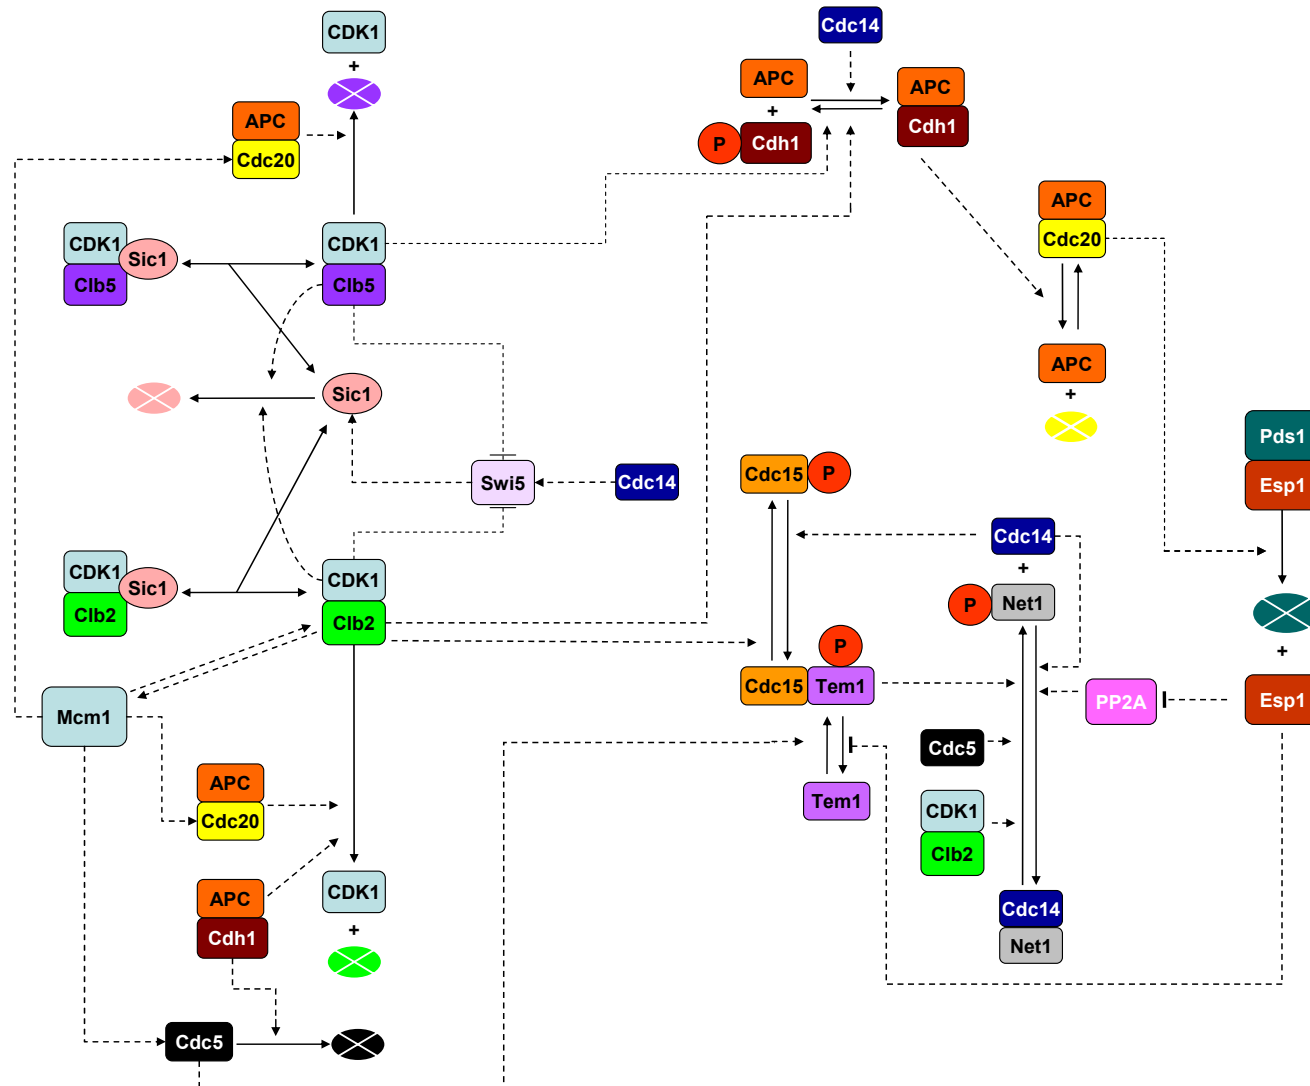 CDK1
+
Cdc14
APC
+
P
Cdh1
APC
Cdh1
APC
Cdc20
APC
Cdc20
CDK1
Clb5
Sic1
CDK1
Clb5
APC
+
Sic1
Swi5
Cdc14
Cdc15
P
Pds1
Esp1
Cdc14
+
P
Net1
CDK1
Clb2
Sic1
CDK1
Clb2
P
Cdc15
Tem1
+
PP2A
Esp1
Mcm1
Cdc5
Tem1
APC
Cdc20
CDK1
Clb2
APC
Cdh1
CDK1
+
Cdc14
Net1
Cdc5